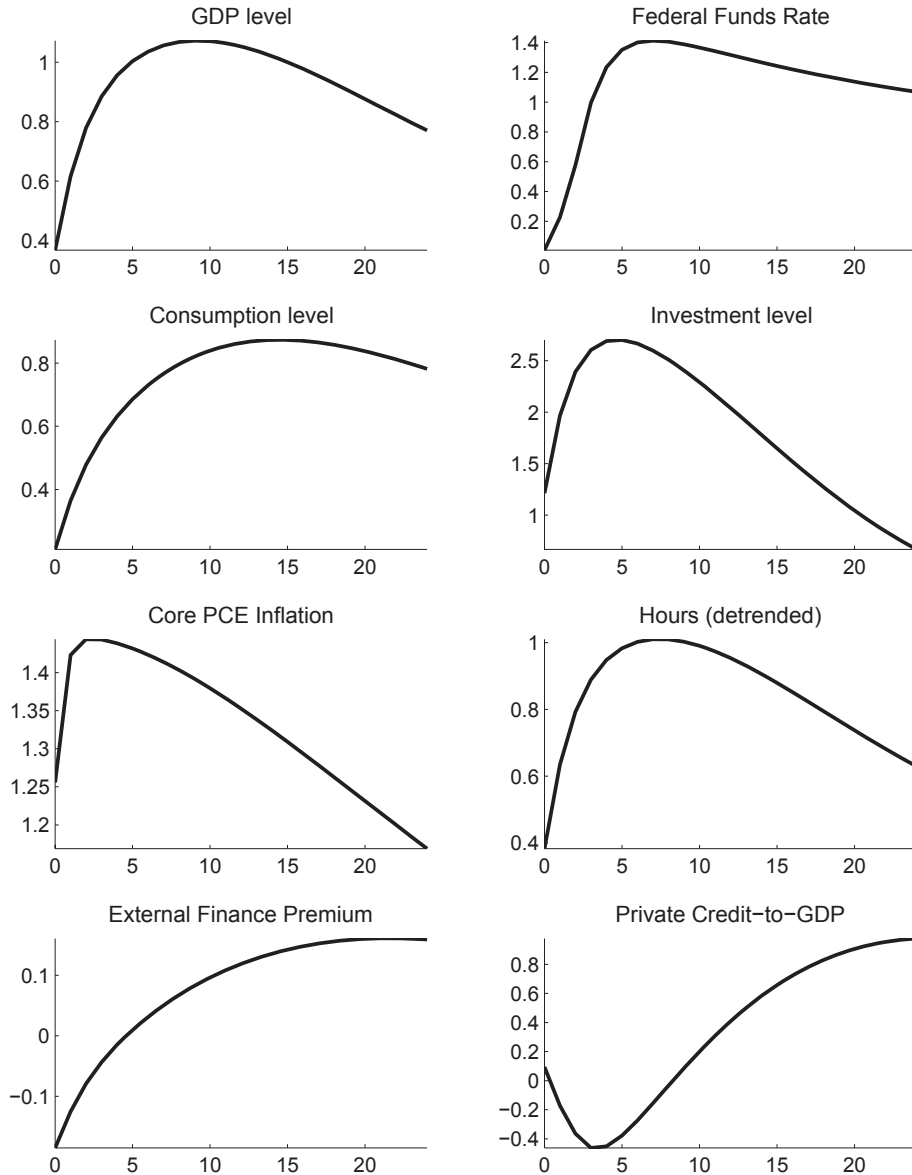 GDP level
1
0.8
0.6
0.4
0 5 10 15 20
Federal Funds Rate
1.4
1.2
1
0.8
0.6
0.4
0.2
0 5 10 15 20
Consumption level
0.8
0.6
0.4
0 5 10 15 20
Investment level
2.5
2
1.5
1
0 5 10 15 20
Core PCE Inflation
1.4
1.35
1.3
1.25
1.2
0 5 10 15 20
Hours (detrended)
1
0.8
0.6
0.4
0 5 10 15 20
External Finance Premium
0.1
0
−0.1
0 5 10 15 20
Private Credit−to−GDP
0.8
0.6
0.4
0.2
0
−0.2
−0.4
0 5 10 15 20